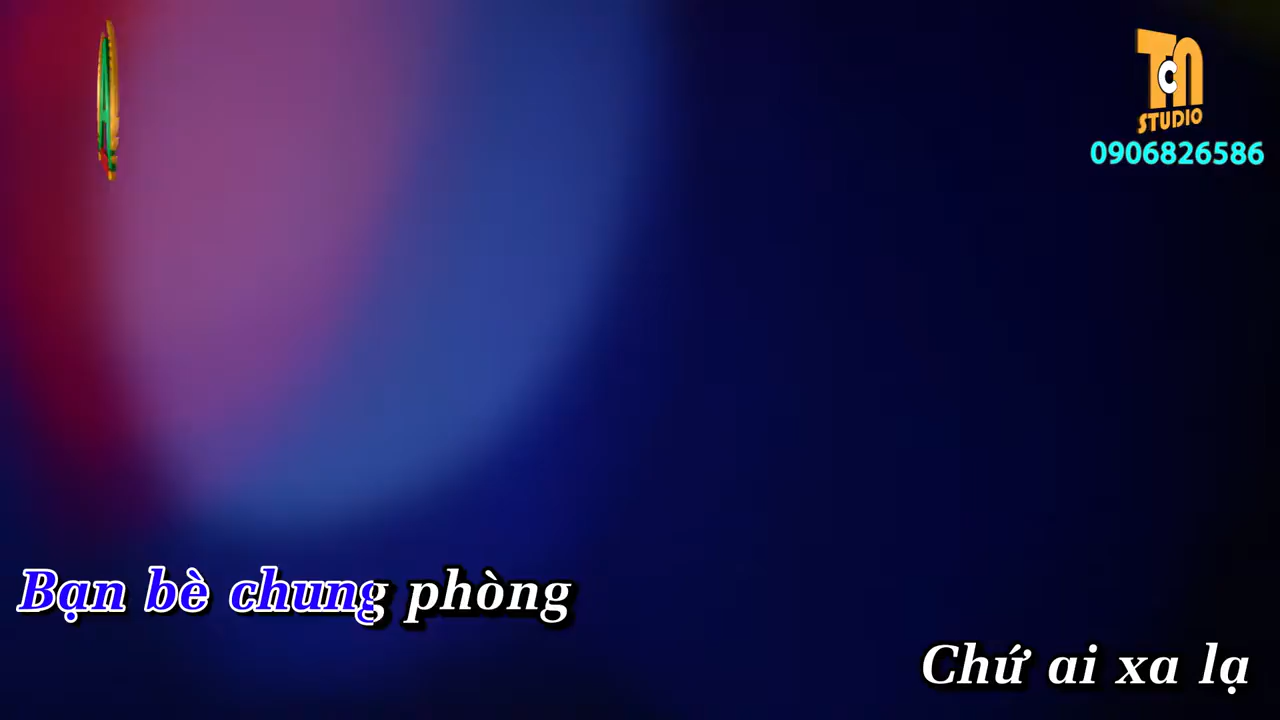 TCN
STUDIO
0906826586
Bạn bè chung phòng
Chứ ai xa lạ